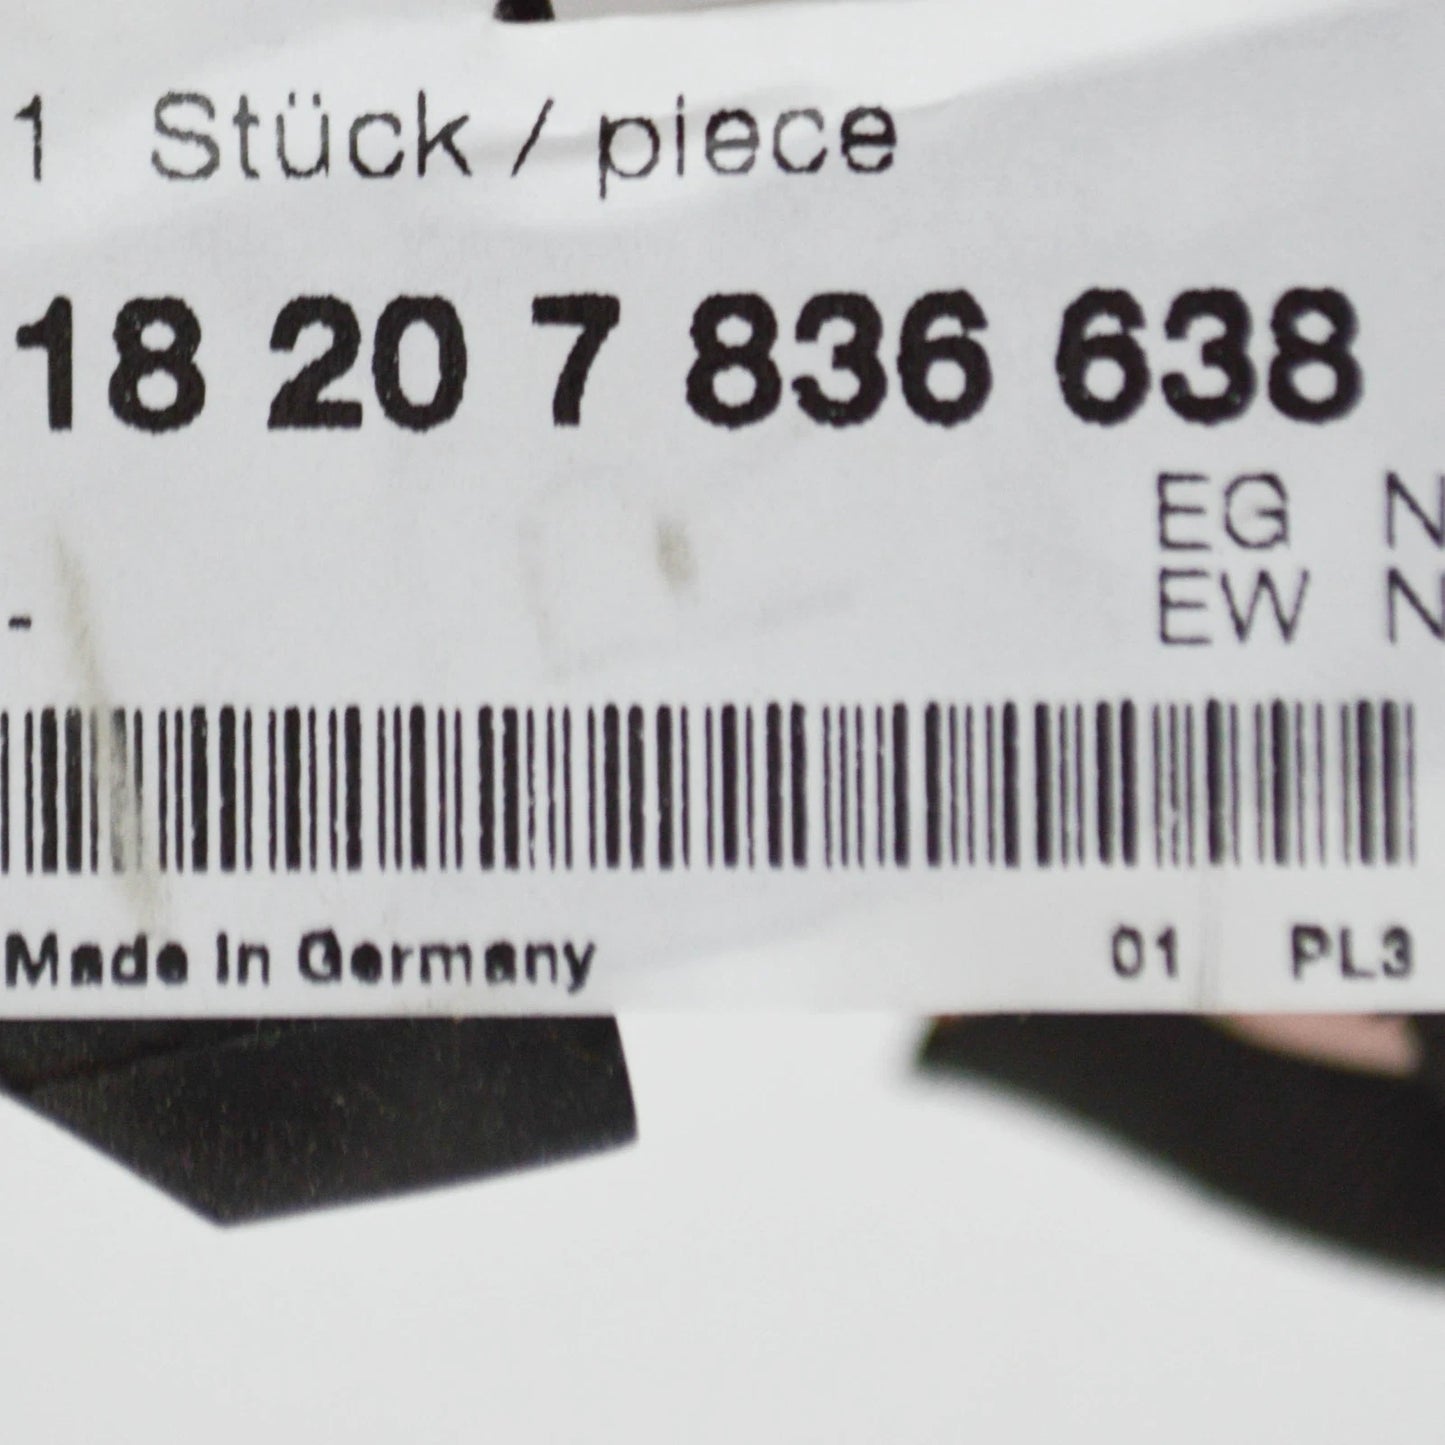 1 Stück / piece
18 20 7 836 638
EG N
- EW N
Made In Germany 01 PL3